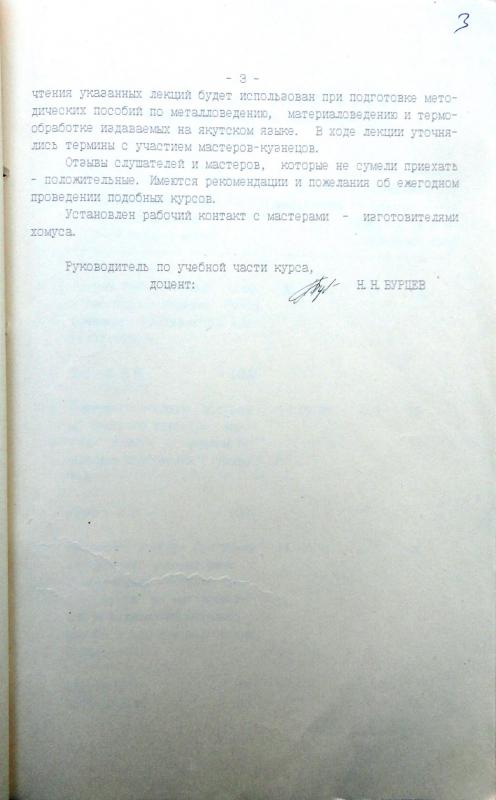 3
- 3 -
чтения указанных лекций будет использован при подготовке мето-
дических пособий по металловедению, материаловедению и термо-
обработке издаваемых на якутском языке. В ходе лекции уточня-
лись термины с участием мастеров-кузнецов.
Отзывы слушателей и мастеров, которые не сумели приехать
- положительные. Имеются рекомендации и пожелания об ежегодном
проведении подобных курсов.
Установлен рабочий контакт с мастерами - изготовителями
хомуса.
Руководитель по учебной части курса,
доцент: Н. Н. БУРЦЕВ